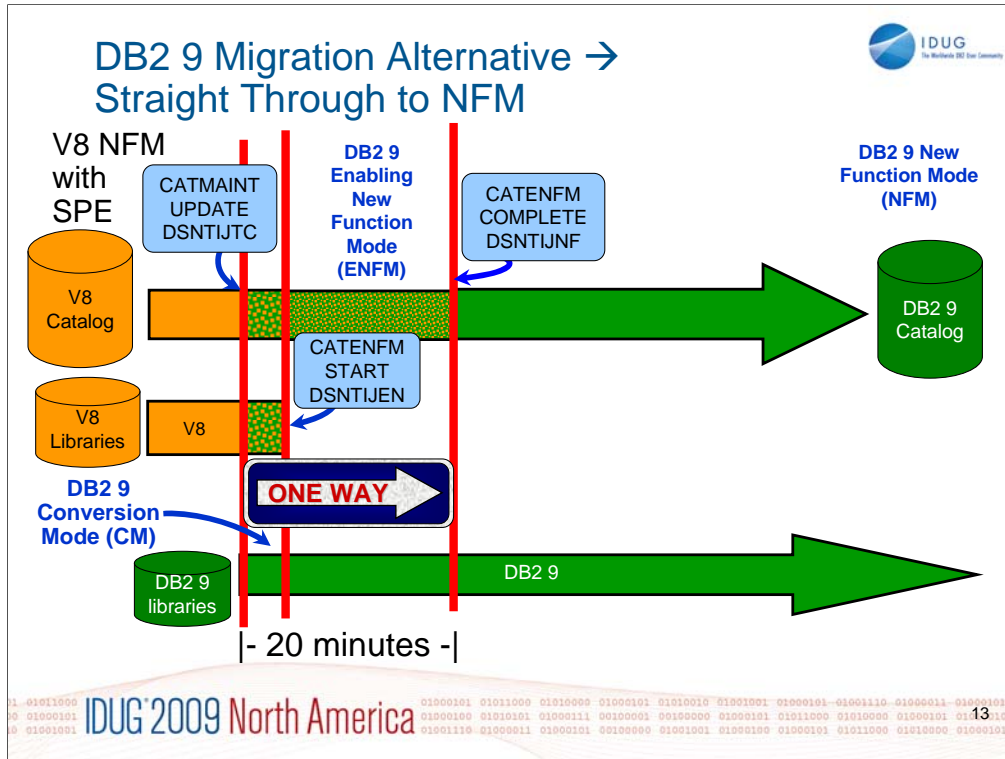 DB2 9 Migration Alternative →
Straight Through to NFM
IDUG
The Worldwide DB2 User Community
V8 NFM
with
SPE
CATMAINT
UPDATE
DSNTIJTC
DB2 9
Enabling
New
Function
Mode
(ENFM)
CATENFM
COMPLETE
DSNTIJNF
DB2 9 New
Function Mode
(NFM)
V8
Catalog
DB2 9
Catalog
CATENFM
START
DSNTIJEN
V8
Libraries
V8
ONE WAY
DB2 9
Conversion
Mode (CM)
DB2 9
libraries
DB2 9
|- 20 minutes -|
IDUG 2009 North America
13